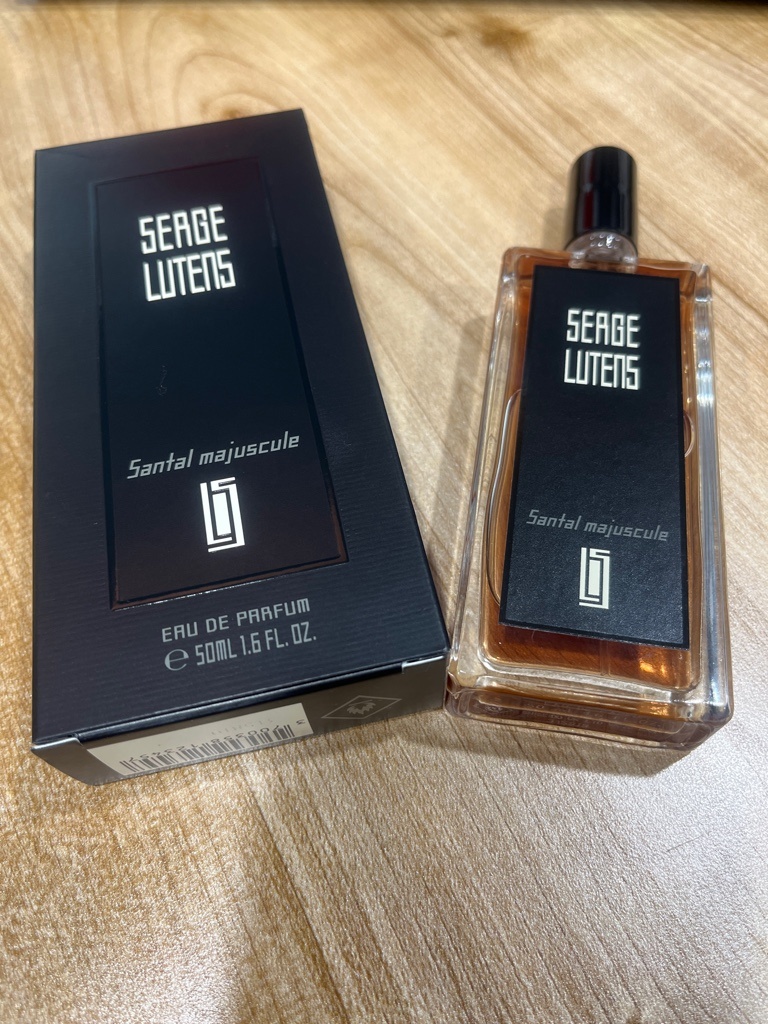 SERGE
LUTENS
Santal majuscule
EAU DE PARFUM
e 50ML 1.6 FL. OZ.
SERGE
LUTENS
Santal majuscule